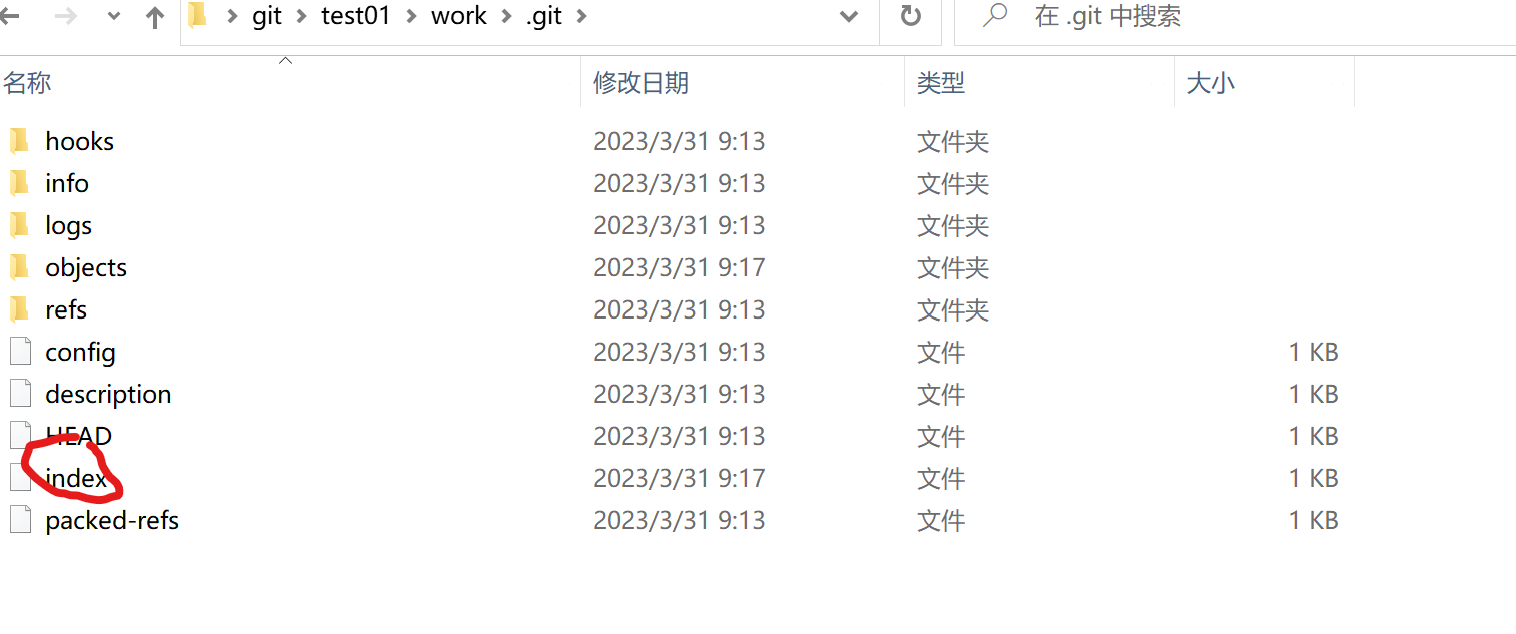 git > test01 > work > .git >
在 .git 中搜索
名称 修改日期 类型 大小
hooks 2023/3/31 9:13 文件夹
info 2023/3/31 9:13 文件夹
logs 2023/3/31 9:13 文件夹
objects 2023/3/31 9:17 文件夹
refs 2023/3/31 9:13 文件夹
config 2023/3/31 9:13 文件 1 KB
description 2023/3/31 9:13 文件 1 KB
HEAD 2023/3/31 9:13 文件 1 KB
index 2023/3/31 9:17 文件 1 KB
packed-refs 2023/3/31 9:13 文件 1 KB